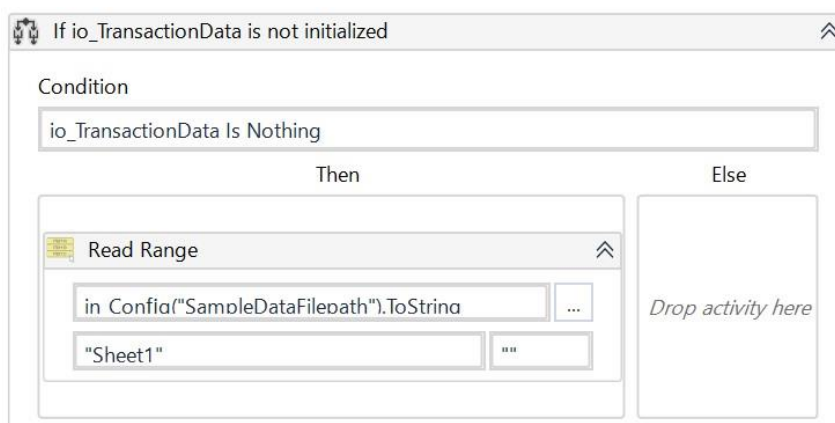 If io_TransactionData is not initialized
Condition
io_TransactionData Is Nothing
Then
Else
Read Range
in_Config("SampleDataFilepath").ToString
...
Drop activity here
"Sheet1"
""